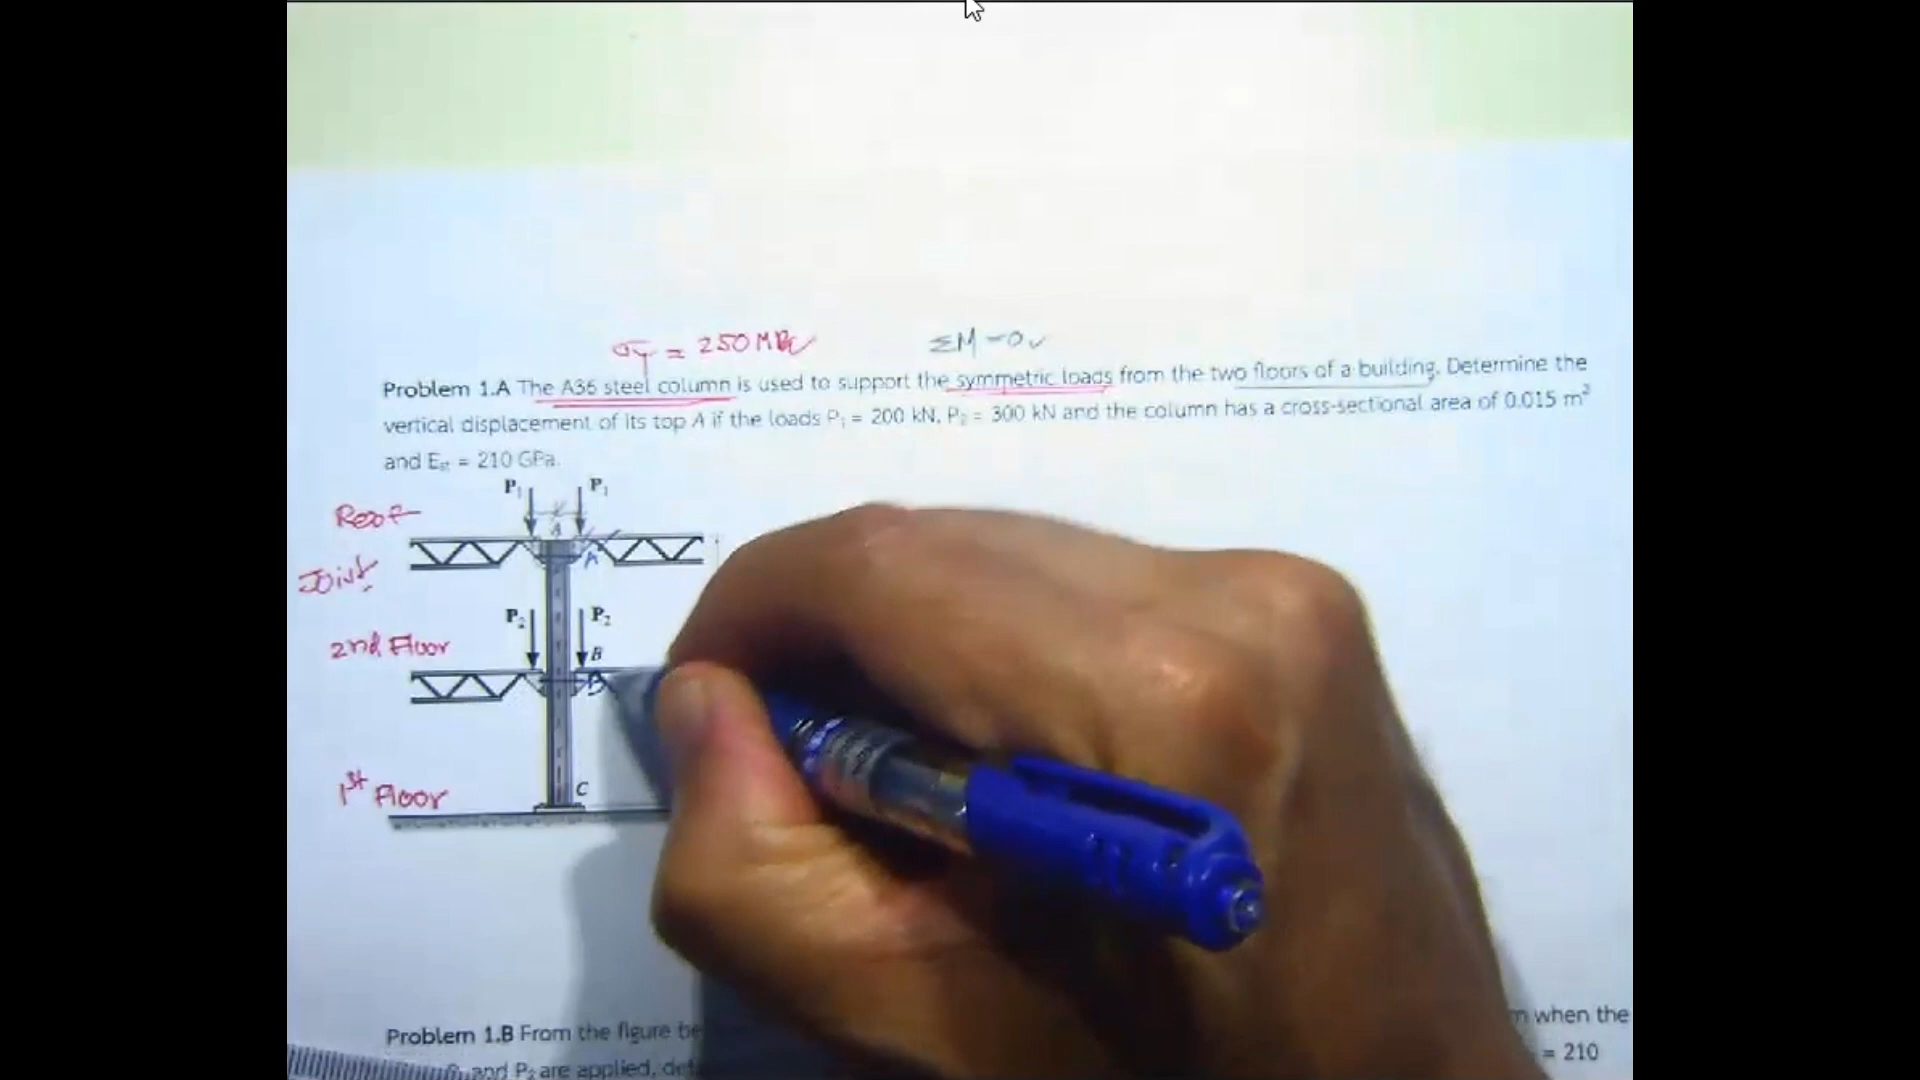 σy = 250 MPa
ΣM = 0 ✓
Problem 1.A The A36 steel column is used to support the symmetric loads from the two floors of a building. Determine the
vertical displacement of its top A if the loads P₁ = 200 kN, P₂ = 300 kN and the column has a cross-sectional area of 0.015 m²
and Est = 210 GPa.
P₁ P₁
Roof
A
A
Joist
P₂ P₂
2nd Floor
B
B
1st Floor
C
Problem 1.B From the figure be
m when the
and P₂ are applied, det
= 210